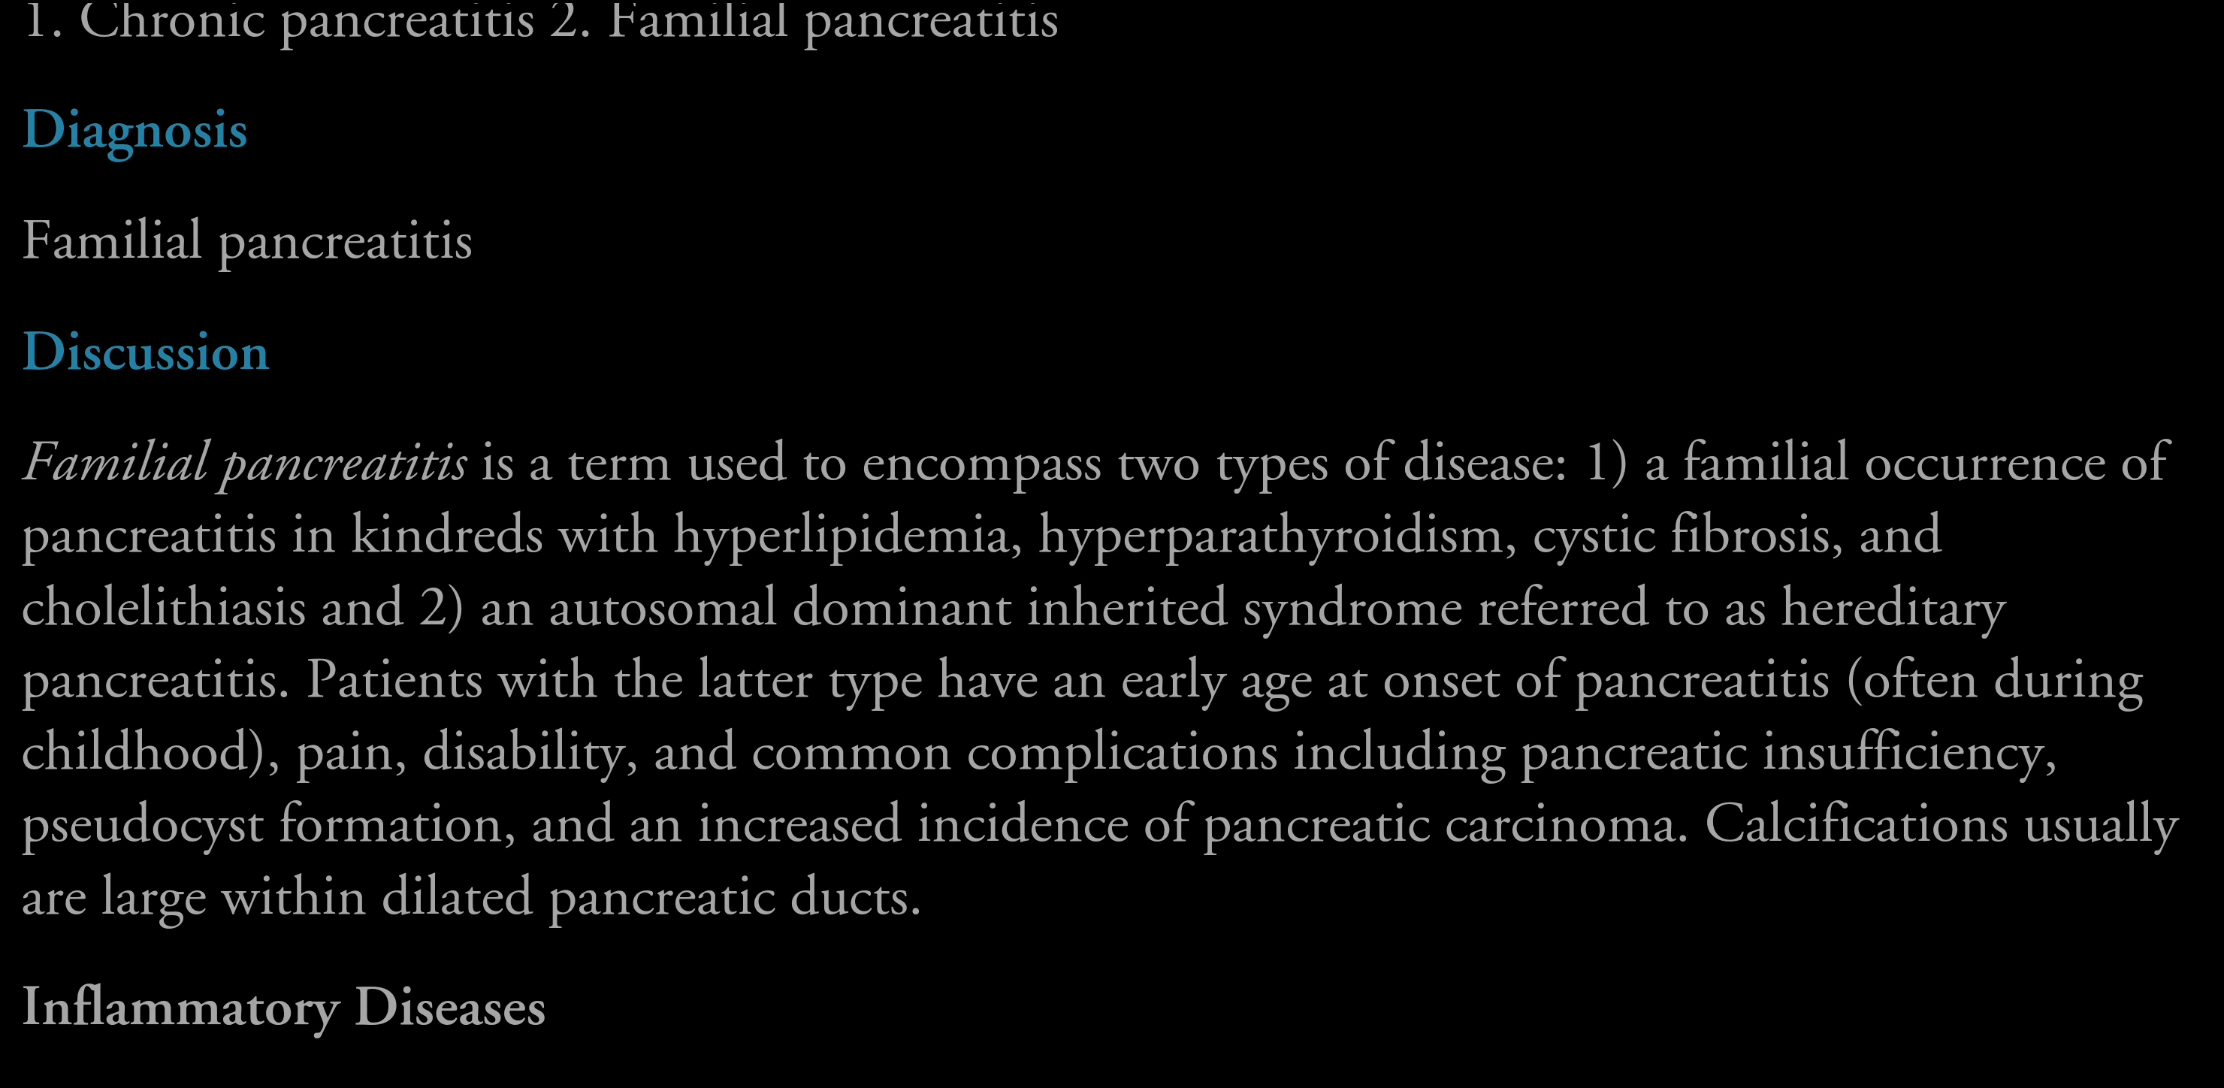 1. Chronic pancreatitis 2. Familial pancreatitis
Diagnosis
Familial pancreatitis
Discussion
Familial pancreatitis is a term used to encompass two types of disease: 1) a familial occurrence of
pancreatitis in kindreds with hyperlipidemia, hyperparathyroidism, cystic fibrosis, and
cholelithiasis and 2) an autosomal dominant inherited syndrome referred to as hereditary
pancreatitis. Patients with the latter type have an early age at onset of pancreatitis (often during
childhood), pain, disability, and common complications including pancreatic insufficiency,
pseudocyst formation, and an increased incidence of pancreatic carcinoma. Calcifications usually
are large within dilated pancreatic ducts.
Inflammatory Diseases